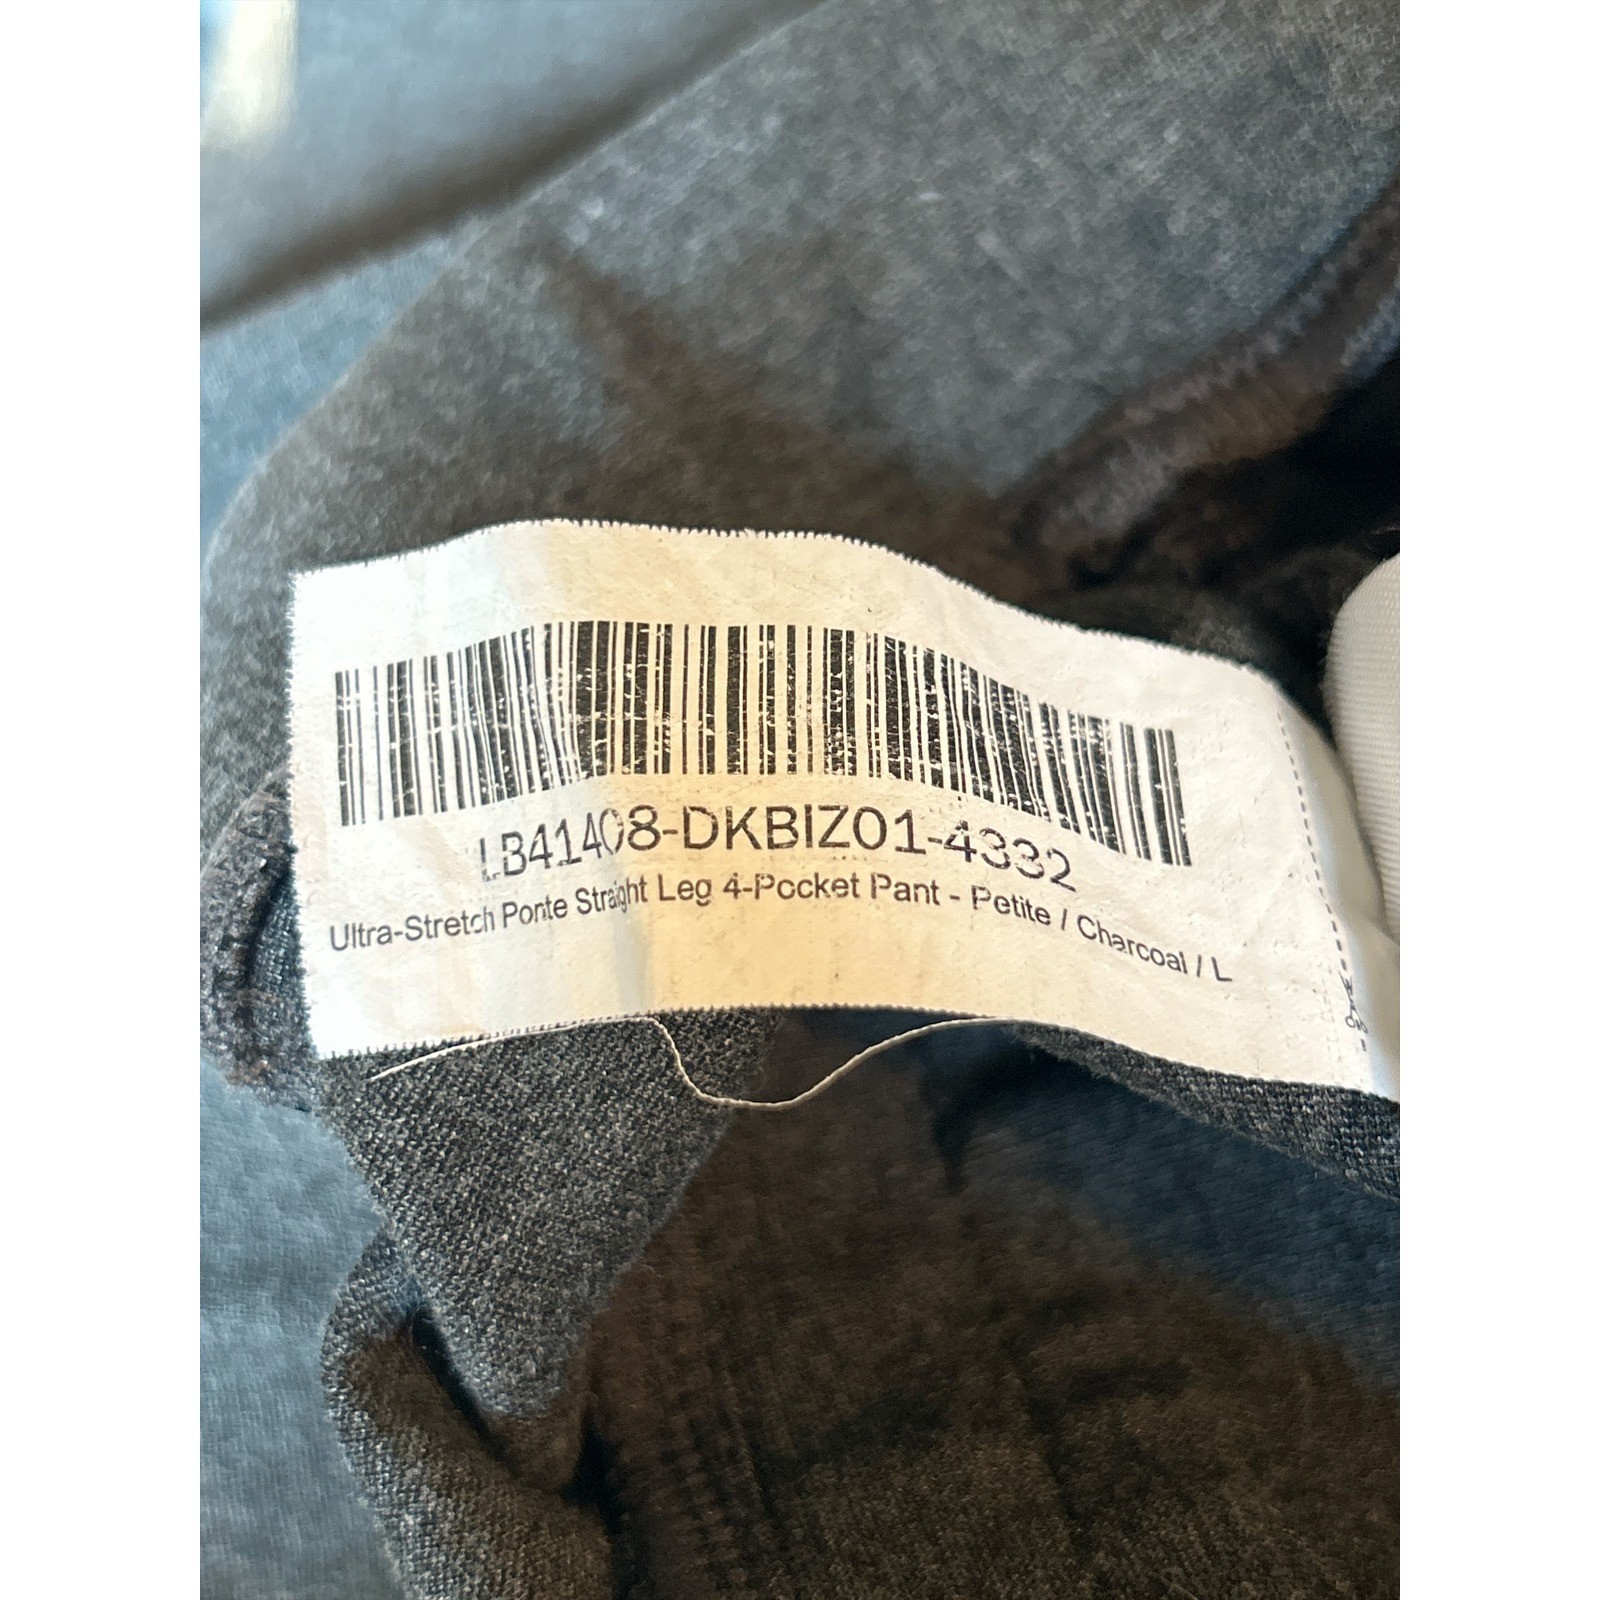 LB41408-DKBIZ01-4332
Ultra-Stretch Ponte Straight Leg 4-Pocket Pant - Petite / Charcoal / L